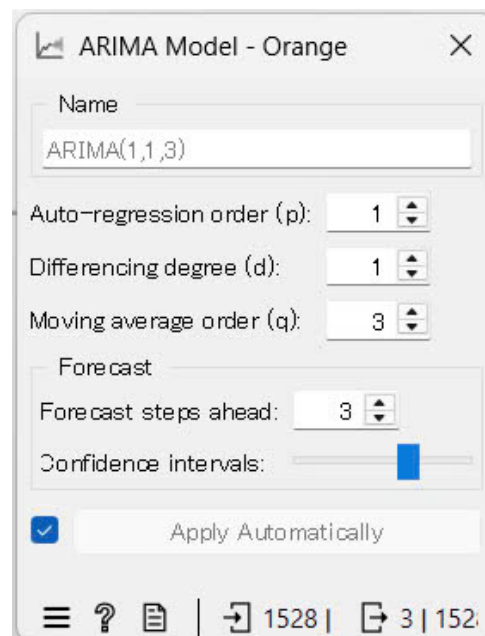 ARIMA Model - Orange
Name
ARIMA(1,1,3)
Auto-regression order (p): 1
Differencing degree (d): 1
Moving average order (q): 3
Forecast
Forecast steps ahead: 3
Confidence intervals:
Apply Automatically
? 1528 | 3 | 152